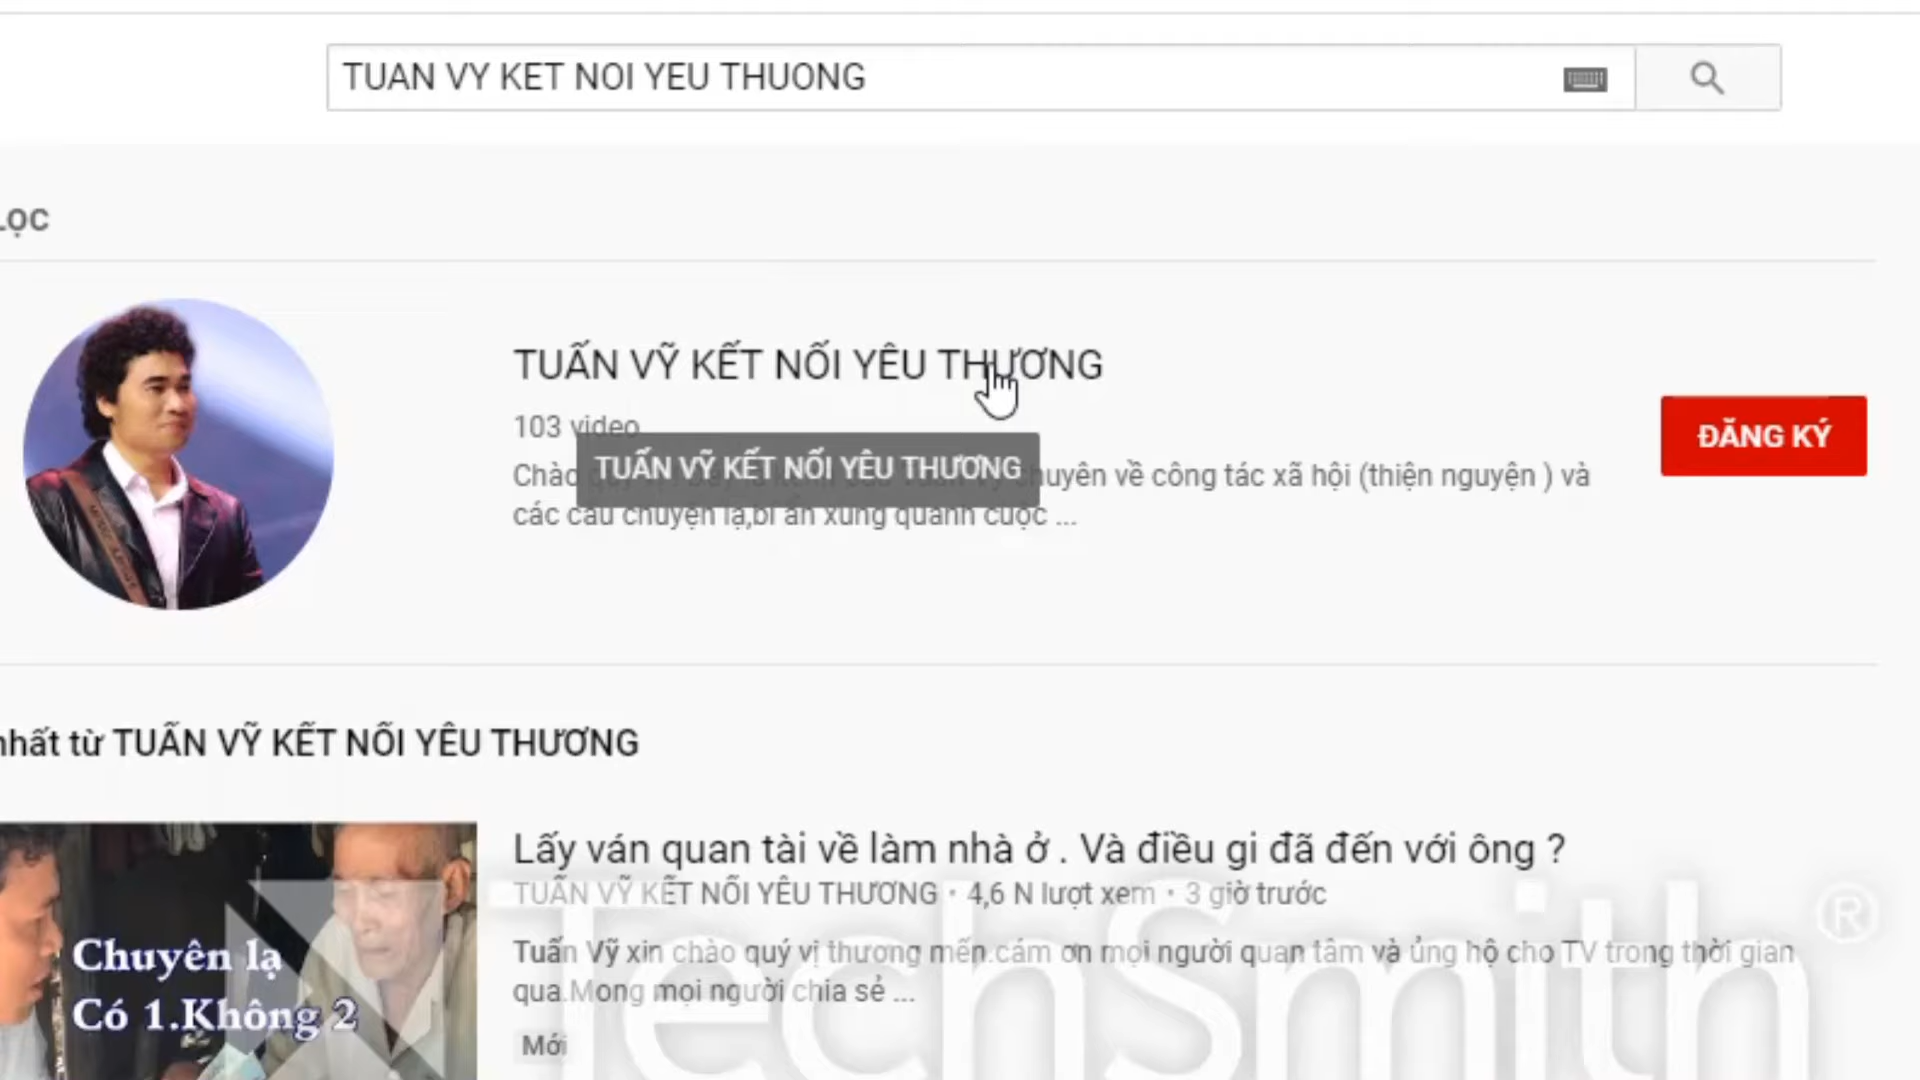 TUAN VY KET NOI YEU THUONG
LỌC
TUẤN VỸ KẾT NỐI YÊU THƯƠNG
103 video
TUẤN VỸ KẾT NỐI YÊU THƯƠNG
Chào chuyên về công tác xã hội (thiện nguyện ) và
các câu chuyện lạ,bí ẩn xung quanh cuộc ...
ĐĂNG KÝ
nhất từ TUẤN VỸ KẾT NỐI YÊU THƯƠNG
Chuyện lạ
Có 1.Không 2
Lấy ván quan tài về làm nhà ở . Và điều gi đã đến với ông ?
TUẤN VỸ KẾT NỐI YÊU THƯƠNG • 4,6 N lượt xem • 3 giờ trước
Tuấn Vỹ xin chào quý vị thương mến.cám ơn mọi người quan tâm và ủng hộ cho TV trong thời gian
qua.Mong mọi người chia sẻ ...
Mới
TechSmith®